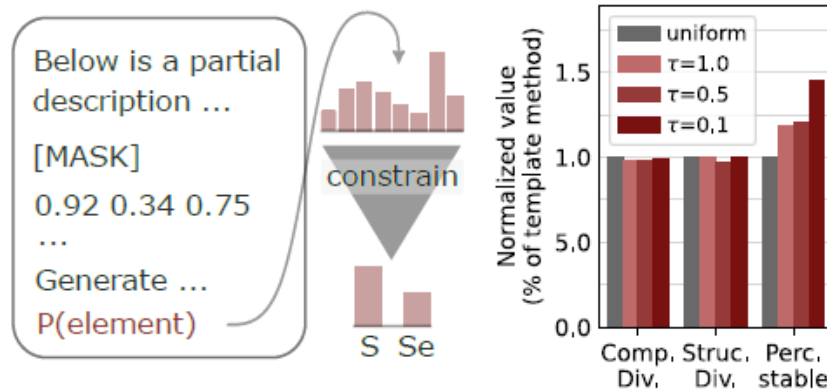 Below is a partial
description ...
[MASK]
0.92 0.34 0.75
...
Generate ...
P(element)
constrain
S Se
Normalized value
(% of template method)
1.5
1.0
5.0
0.0
uniform
τ=1.0
τ=0.5
τ=0.1
Comp. Struc. Perc.
Div. Div. stable